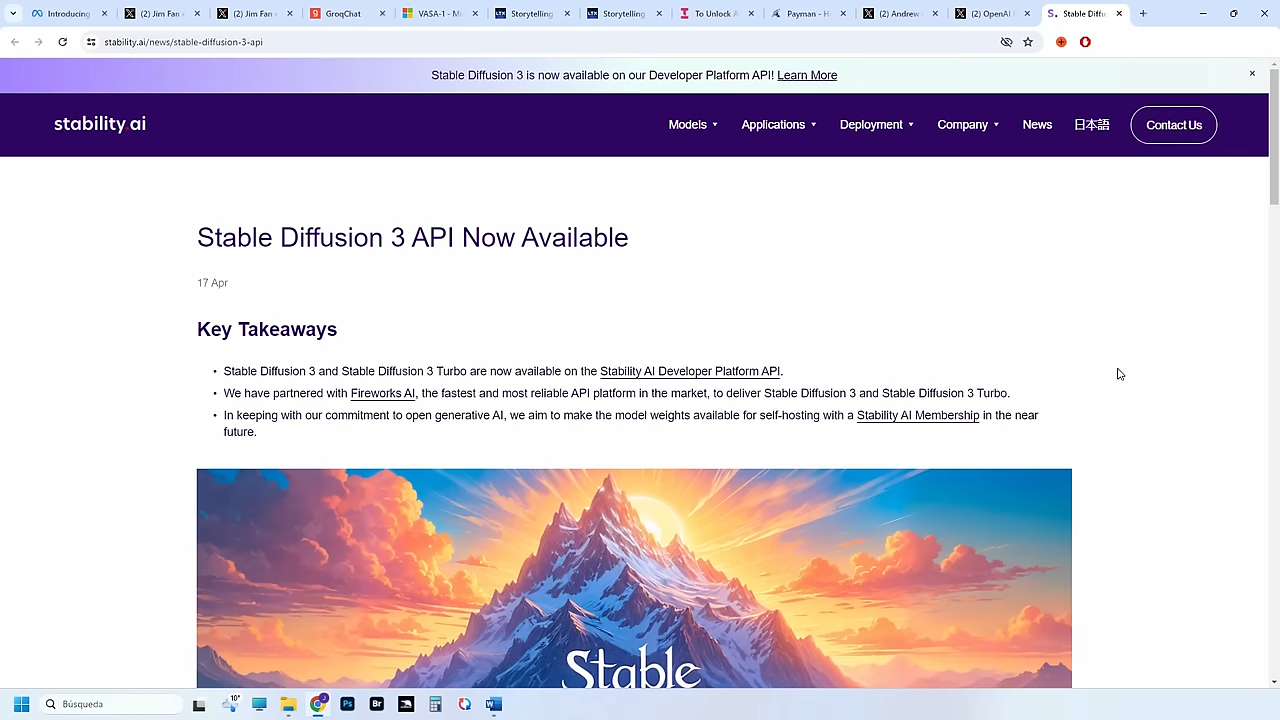 Introducing
(2) Jim Fan
(2) Jim Fan
GroqChat
VASA-1 - M
Storytelling
Storytelling
To Unlock A
Payman - H
(2) Andrew
(2) OpenAI
Stable Diffu
stability.ai/news/stable-diffusion-3-api
Stable Diffusion 3 is now available on our Developer Platform API! Learn More
stability.ai
Models
Applications
Deployment
Company
News
日本語
Contact Us
Stable Diffusion 3 API Now Available
17 Apr
Key Takeaways
• Stable Diffusion 3 and Stable Diffusion 3 Turbo are now available on the Stability AI Developer Platform API.
• We have partnered with Fireworks AI, the fastest and most reliable API platform in the market, to deliver Stable Diffusion 3 and Stable Diffusion 3 Turbo.
• In keeping with our commitment to open generative AI, we aim to make the model weights available for self-hosting with a Stability AI Membership in the near
future.
Stable
Búsqueda
10°
Ps
Br